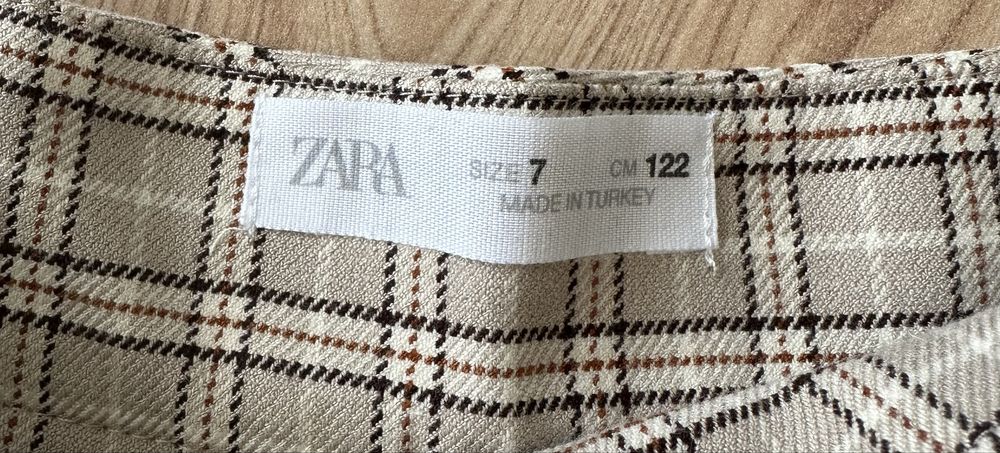 ZARA SIZE 7 CM 122
MADE IN TURKEY